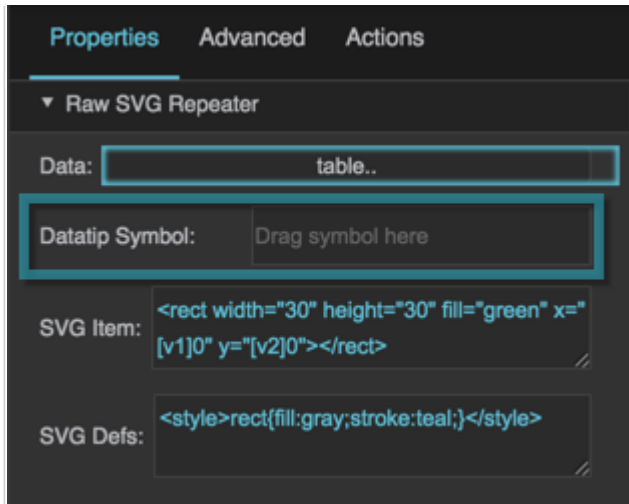 Properties Advanced Actions
▼ Raw SVG Repeater
Data: table..
Datatip Symbol: Drag symbol here
SVG Item: <rect width="30" height="30" fill="green" x="
[v1]0" y="[v2]0"></rect>
SVG Defs: <style>rect{fill:gray;stroke:teal;}</style>